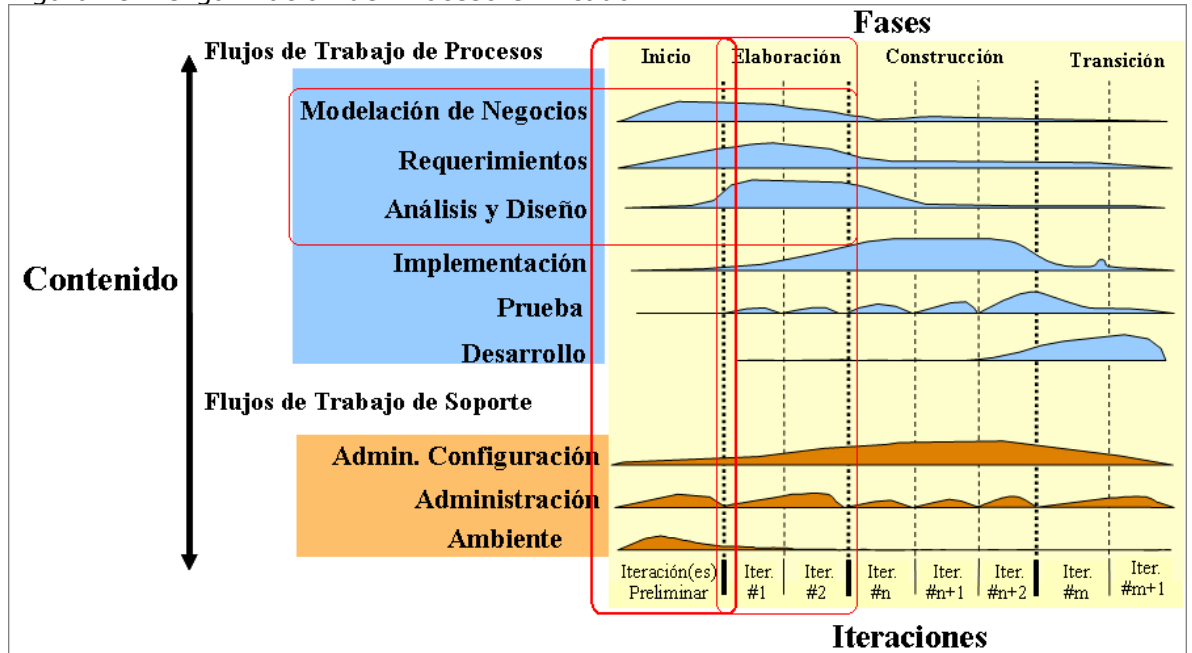 Fases
Flujos de Trabajo de Procesos
Inicio
Elaboración
Construcción
Transición
Modelación de Negocios
Requerimientos
Análisis y Diseño
Implementación
Contenido
Prueba
Desarrollo
Flujos de Trabajo de Soporte
Admin. Configuración
Administración
Ambiente
Iteración(es)
Preliminar
Iter.
#1
Iter.
#2
Iter.
#n
Iter.
#n+1
Iter.
#n+2
Iter.
#m
Iter.
#m+1
Iteraciones